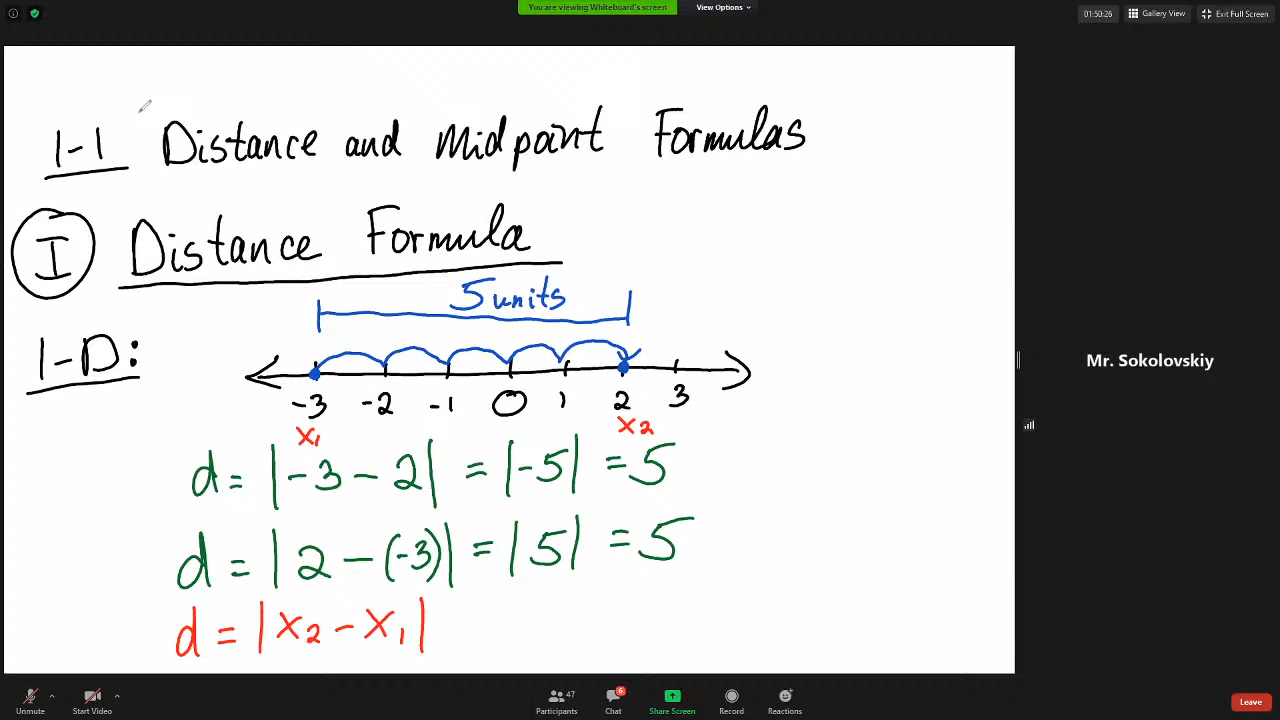 You are viewing Whiteboard's screen
View Options
01:50:26
Gallery View
Exit Full Screen
1-1 Distance and Midpoint Formulas
I Distance Formula
5 units
1-D:
-3 -2 -1 0 1 2 3
x₁ x₂
d = |-3 - 2| = |-5| = 5
d = |2 - (-3)| = |5| = 5
d = |x₂ - x₁|
Mr. Sokolovskiy
Unmute
Start Video
47
Participants
6
Chat
Share Screen
Record
Reactions
Leave